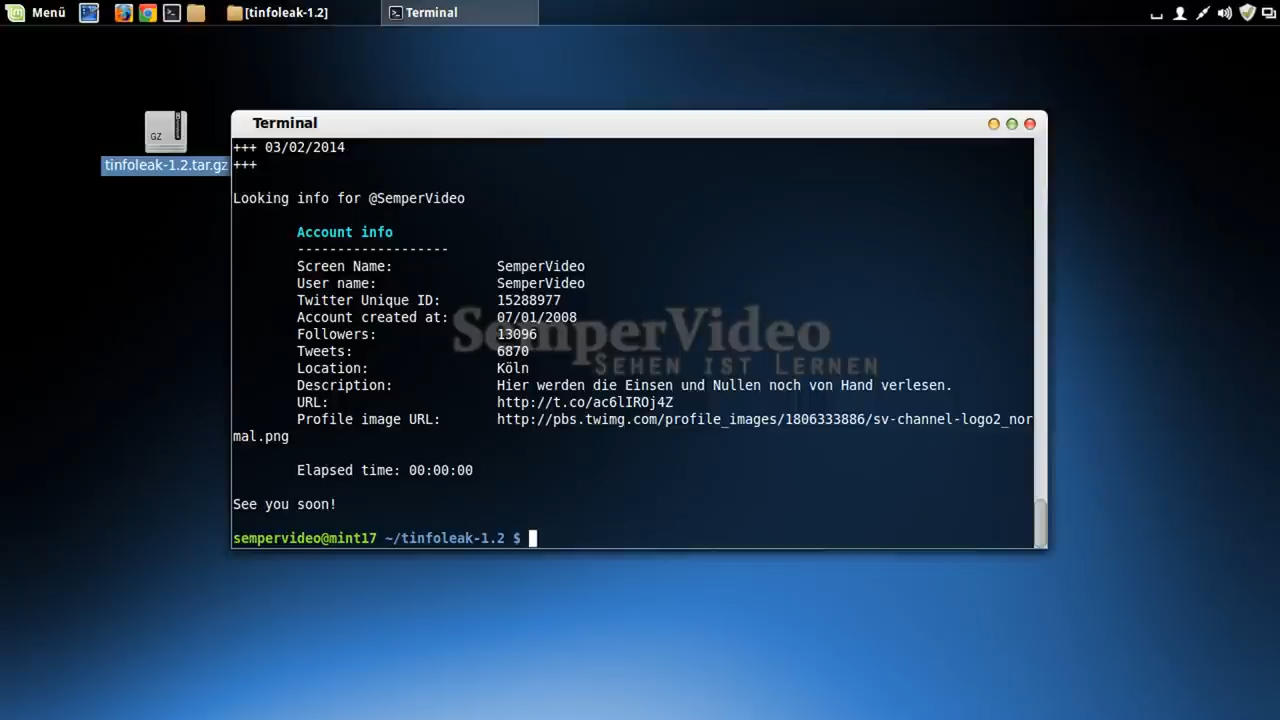 Menü
[tinfoleak-1.2]
Terminal
GZ
tinfoleak-1.2.tar.gz
Terminal
+++ 03/02/2014
+++
Looking info for @SemperVideo
Account info
-------------------
Screen Name: SemperVideo
User name: SemperVideo
Twitter Unique ID: 15288977
Account created at: 07/01/2008
Followers: 13096
Tweets: 6870
Location: Köln
Description: Hier werden die Einsen und Nullen noch von Hand verlesen.
URL: http://t.co/ac6lIROj4Z
Profile image URL: http://pbs.twimg.com/profile_images/1806333886/sv-channel-logo2_nor
mal.png
Elapsed time: 00:00:00
See you soon!
sempervideo@mint17 ~/tinfoleak-1.2 $
SemperVideo
Sehen ist Lernen